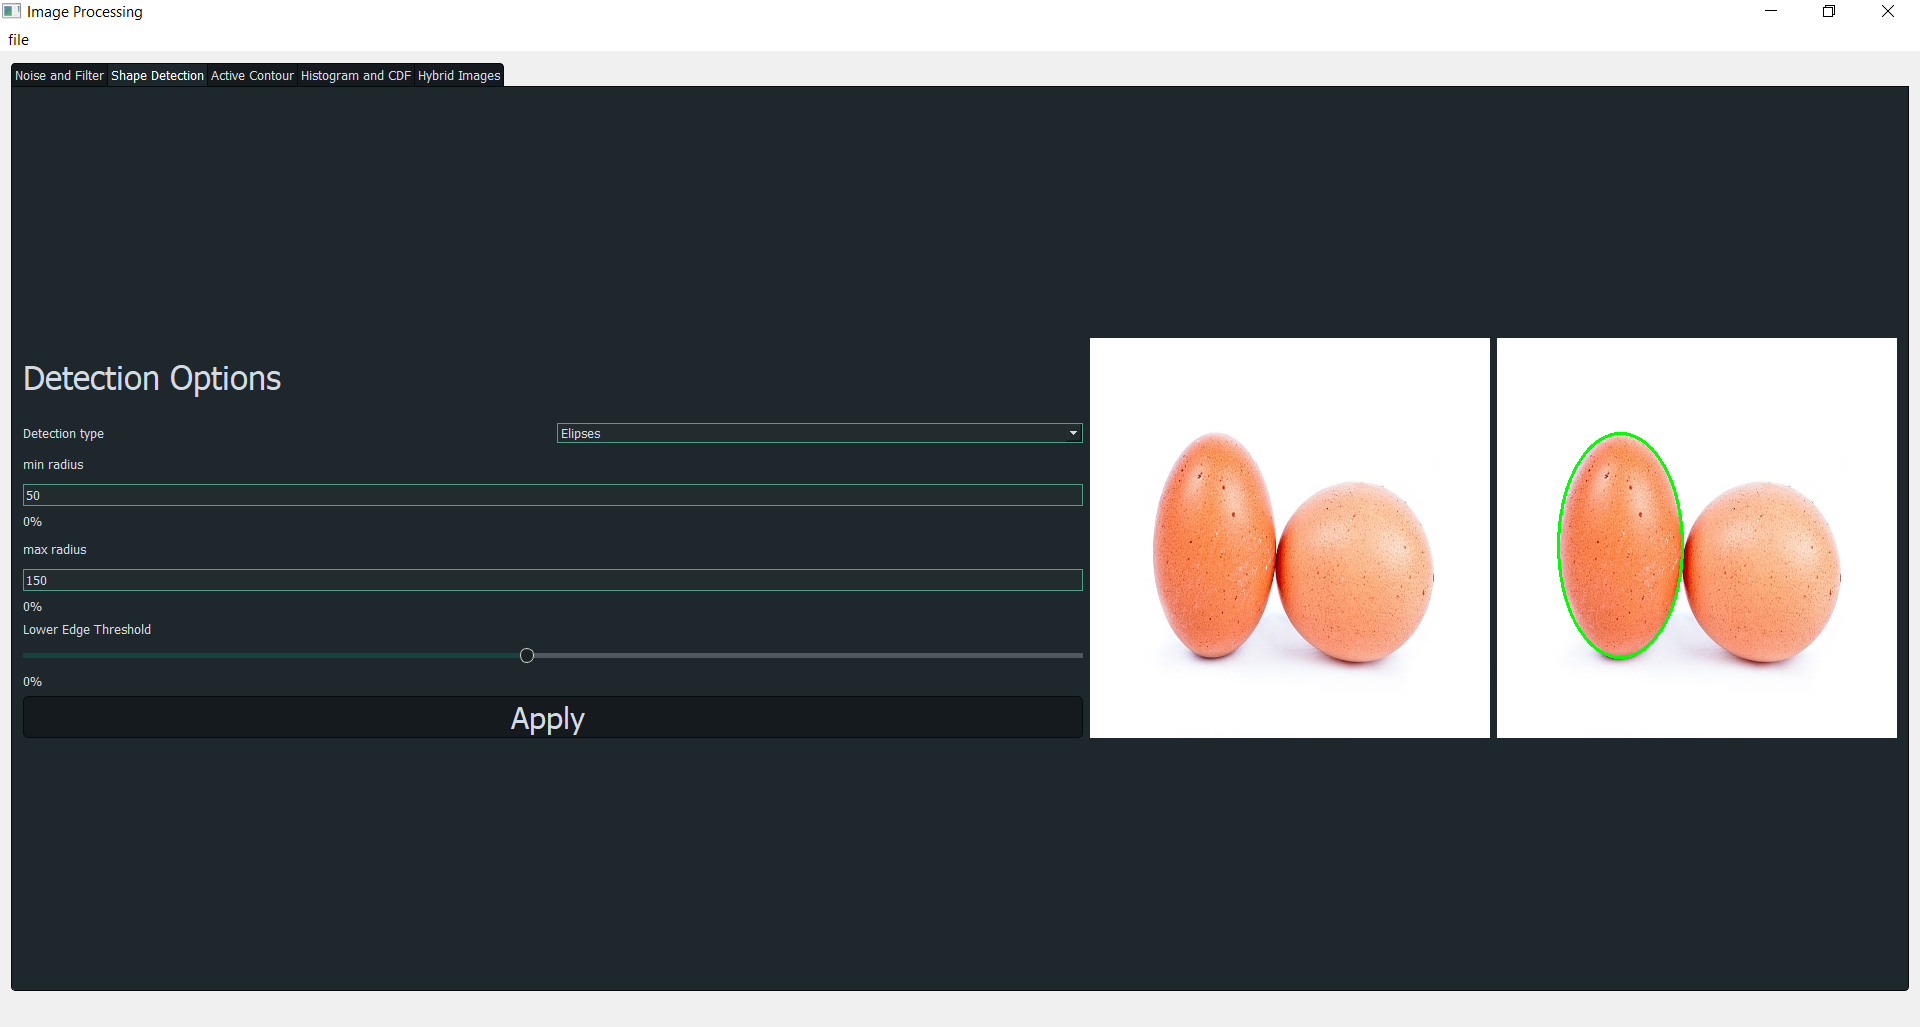 Image Processing
file
Noise and Filter Shape Detection Active Contour Histogram and CDF Hybrid Images
Detection Options
Detection type Elipses
min radius
50
0%
max radius
150
0%
Lower Edge Threshold
0%
Apply